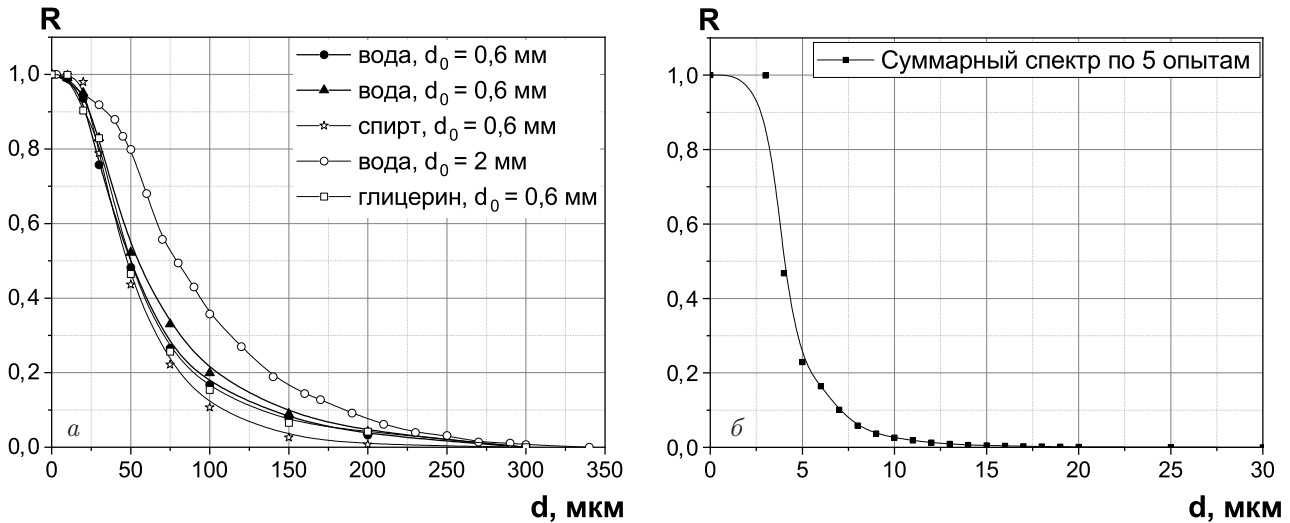 R
1,0
0,8
0,6
0,4
0,2
0,0
вода, d0 = 0,6 мм
вода, d0 = 0,6 мм
спирт, d0 = 0,6 мм
вода, d0 = 2 мм
глицерин, d0 = 0,6 мм
а
0 50 100 150 200 250 300 350
d, мкм
R
1,0
0,8
0,6
0,4
0,2
0,0
Суммарный спектр по 5 опытам
б
0 5 10 15 20 25 30
d, мкм